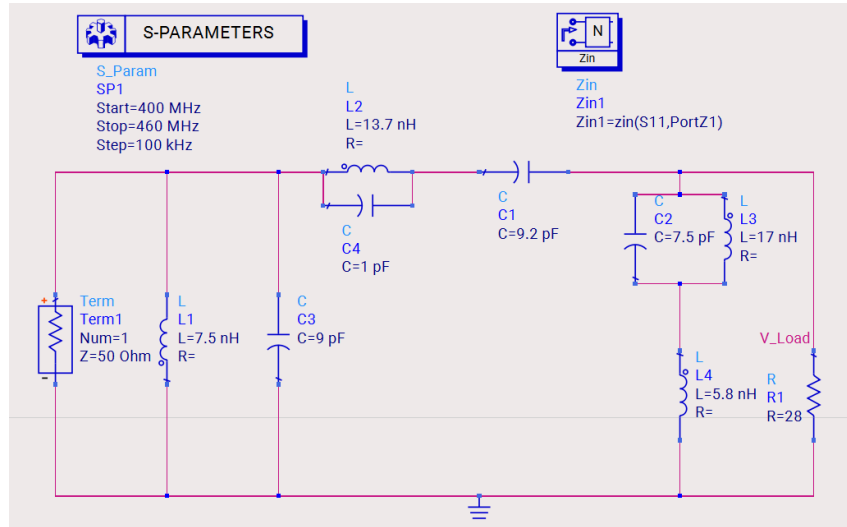 S-PARAMETERS
S_Param
SP1
Start=400 MHz
Stop=460 MHz
Step=100 kHz
N
Zin
Zin
Zin1
Zin1=zin(S11,PortZ1)
L
L2
L=13.7 nH
R=
C
C4
C=1 pF
C
C1
C=9.2 pF
C
C2
C=7.5 pF
L
L3
L=17 nH
R=
+
Term
Term1
Num=1
Z=50 Ohm
-
L
L1
L=7.5 nH
R=
C
C3
C=9 pF
L
L4
L=5.8 nH
R=
V_Load
R
R1
R=28